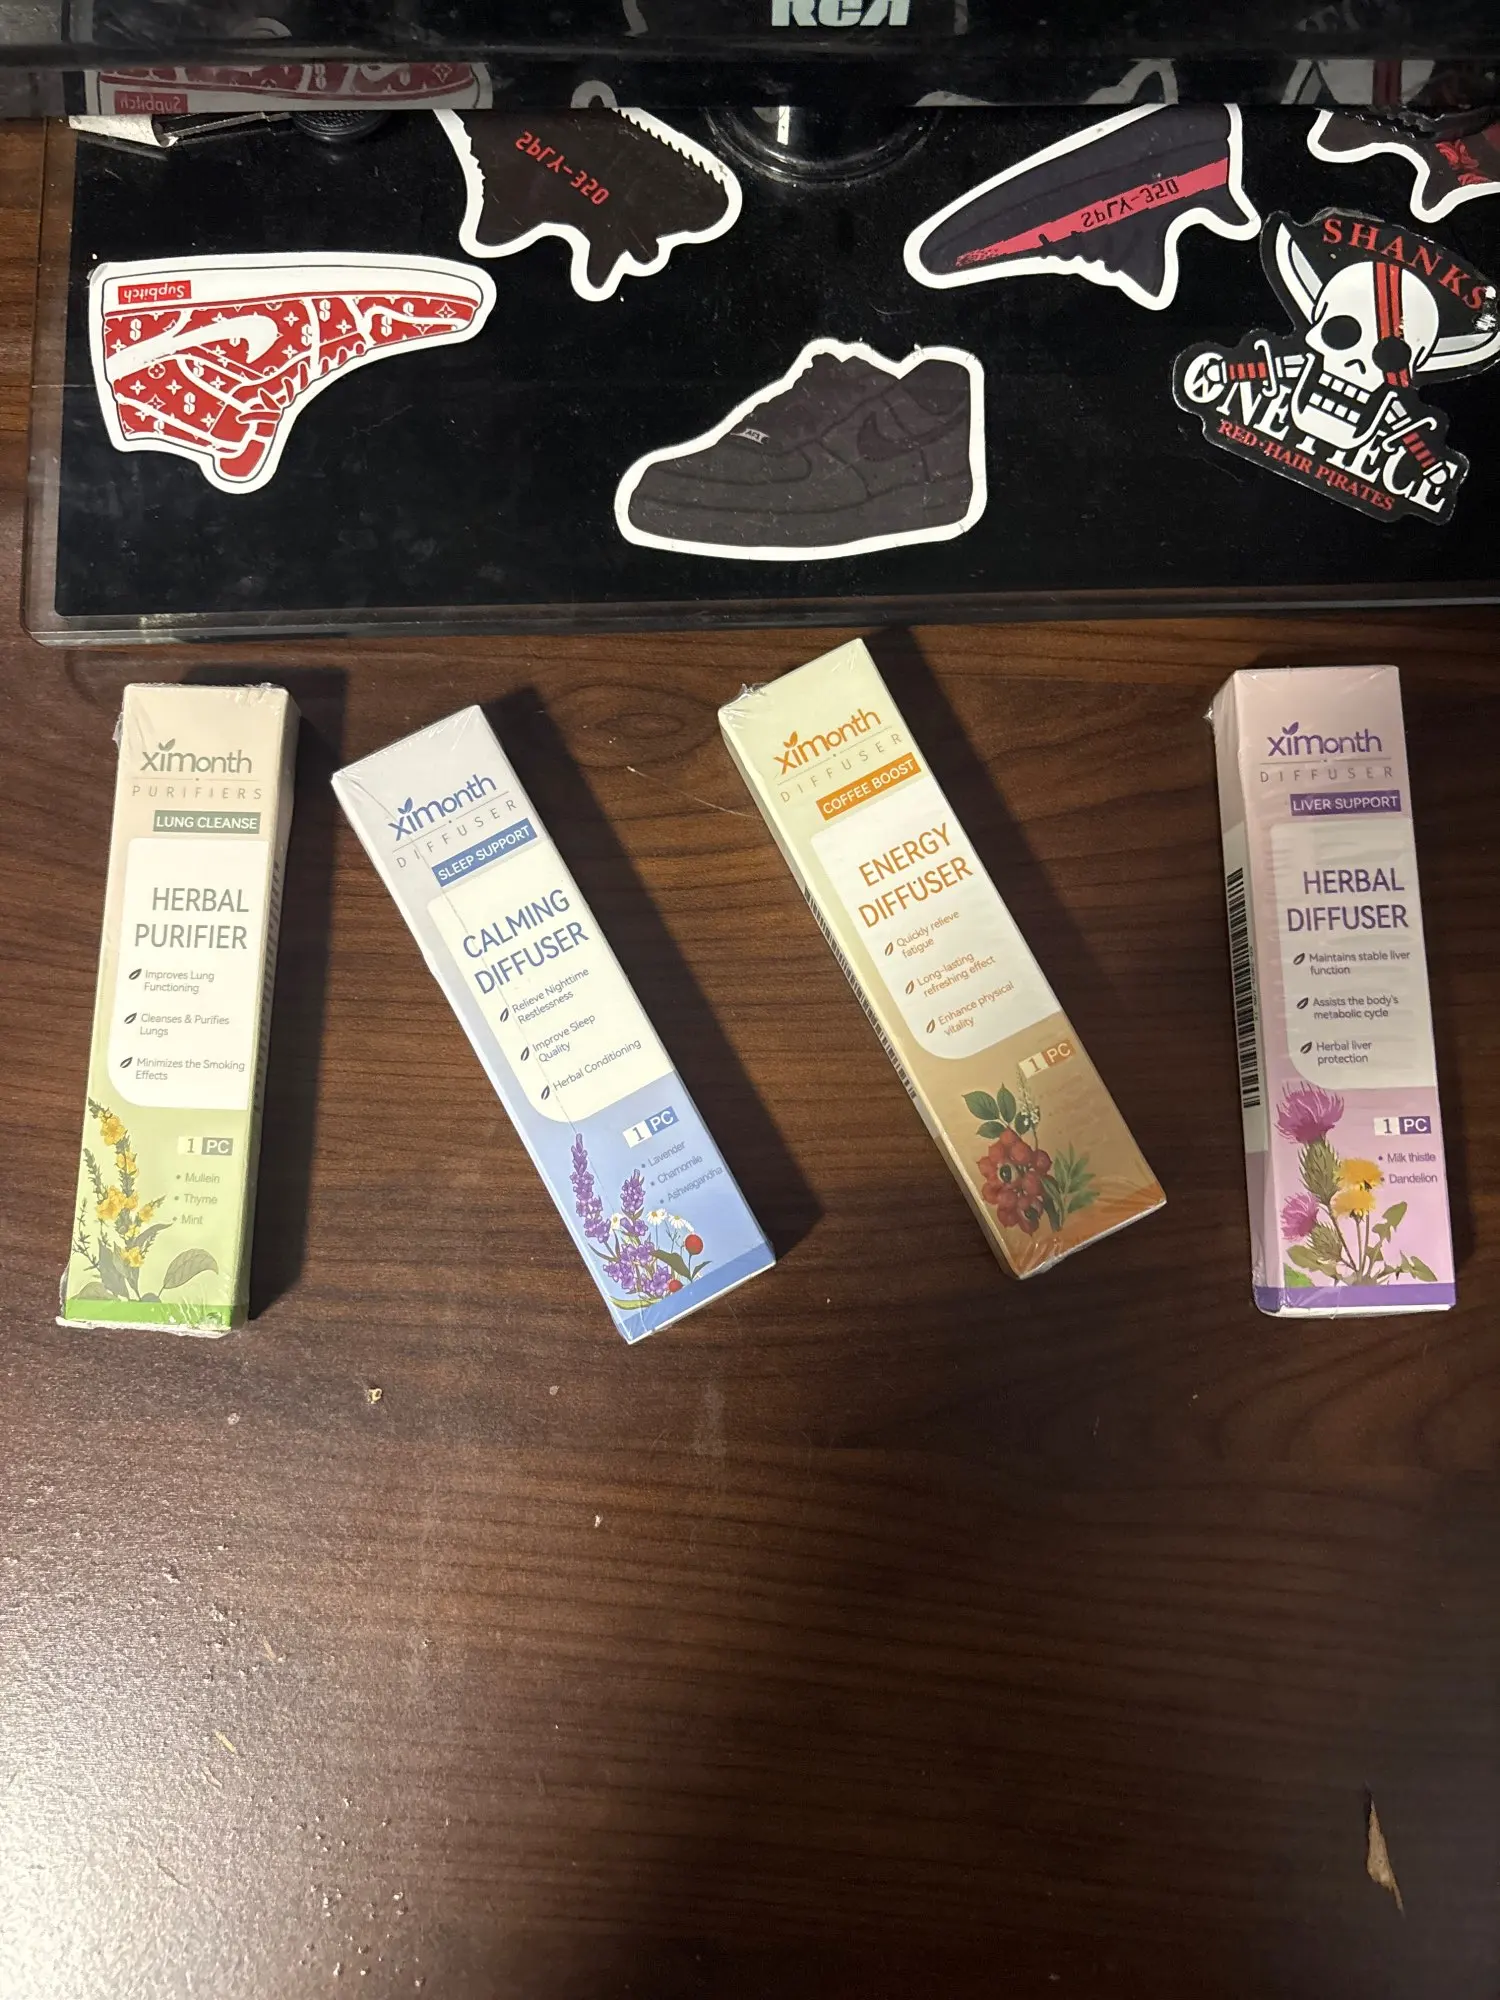 RCA
Supbitch
SPLY-350
SPLY-350
Supbitch
SHANKS
ONE PIECE
RED-HAIR PIRATES
ximonth
PURIFIERS
LUNG CLEANSE
HERBAL
PURIFIER
Improves Lung
Functioning
Cleanses & Purifies
Lungs
Minimizes the Smoking
Effects
1 PC
• Mullein
• Thyme
• Mint
ximonth
DIFFUSER
SLEEP SUPPORT
CALMING
DIFFUSER
Relieve Nighttime
Restlessness
Improve Sleep
Quality
Herbal Conditioning
1 PC
• Lavender
• Chamomile
• Ashwagandha
ximonth
DIFFUSER
COFFEE BOOST
ENERGY
DIFFUSER
Quickly relieve
fatigue
Long-lasting
refreshing effect
Enhance physical
vitality
1 PC
ximonth
DIFFUSER
LIVER SUPPORT
HERBAL
DIFFUSER
Maintains stable liver
function
Assists the body's
metabolic cycle
Herbal liver
protection
1 PC
• Milk thistle
• Dandelion